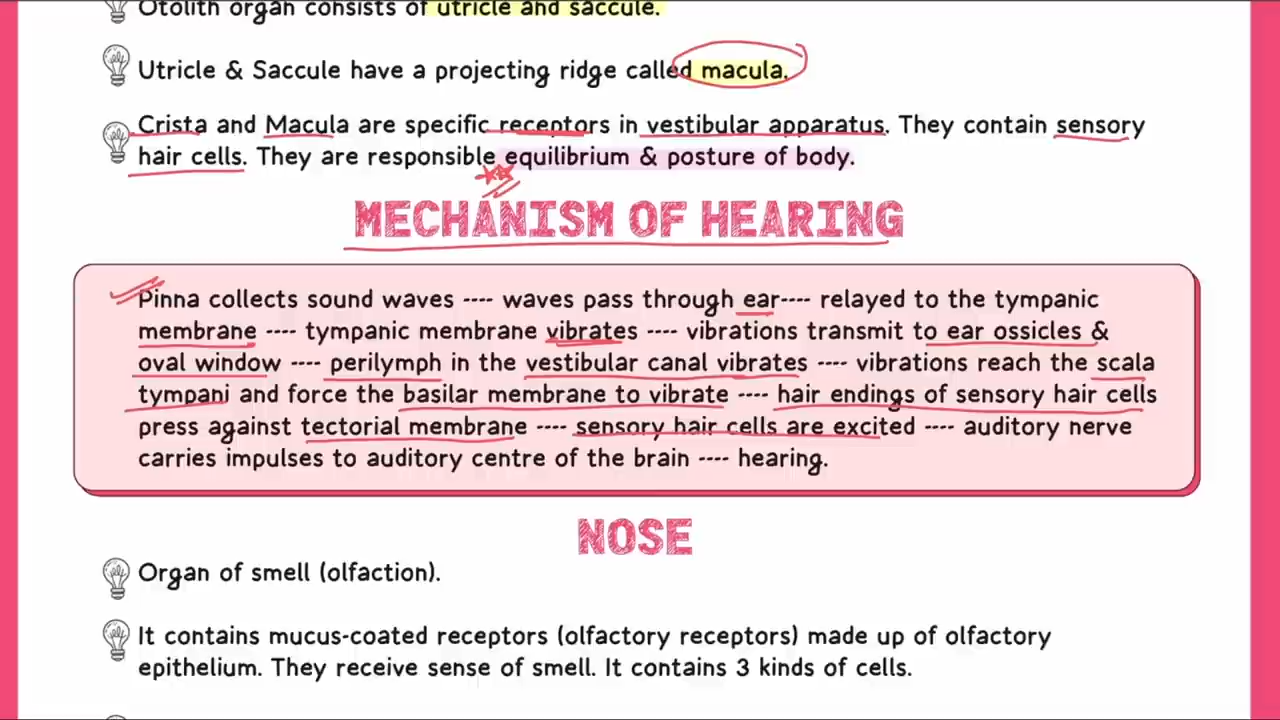 Otolith organ consists of utricle and saccule.
Utricle & Saccule have a projecting ridge called macula.
Crista and Macula are specific receptors in vestibular apparatus. They contain sensory
hair cells. They are responsible equilibrium & posture of body.
MECHANISM OF HEARING
Pinna collects sound waves ---- waves pass through ear---- relayed to the tympanic
membrane ---- tympanic membrane vibrates ---- vibrations transmit to ear ossicles &
oval window ---- perilymph in the vestibular canal vibrates ---- vibrations reach the scala
tympani and force the basilar membrane to vibrate ---- hair endings of sensory hair cells
press against tectorial membrane ---- sensory hair cells are excited ---- auditory nerve
carries impulses to auditory centre of the brain ---- hearing.
NOSE
Organ of smell (olfaction).
It contains mucus-coated receptors (olfactory receptors) made up of olfactory
epithelium. They receive sense of smell. It contains 3 kinds of cells.